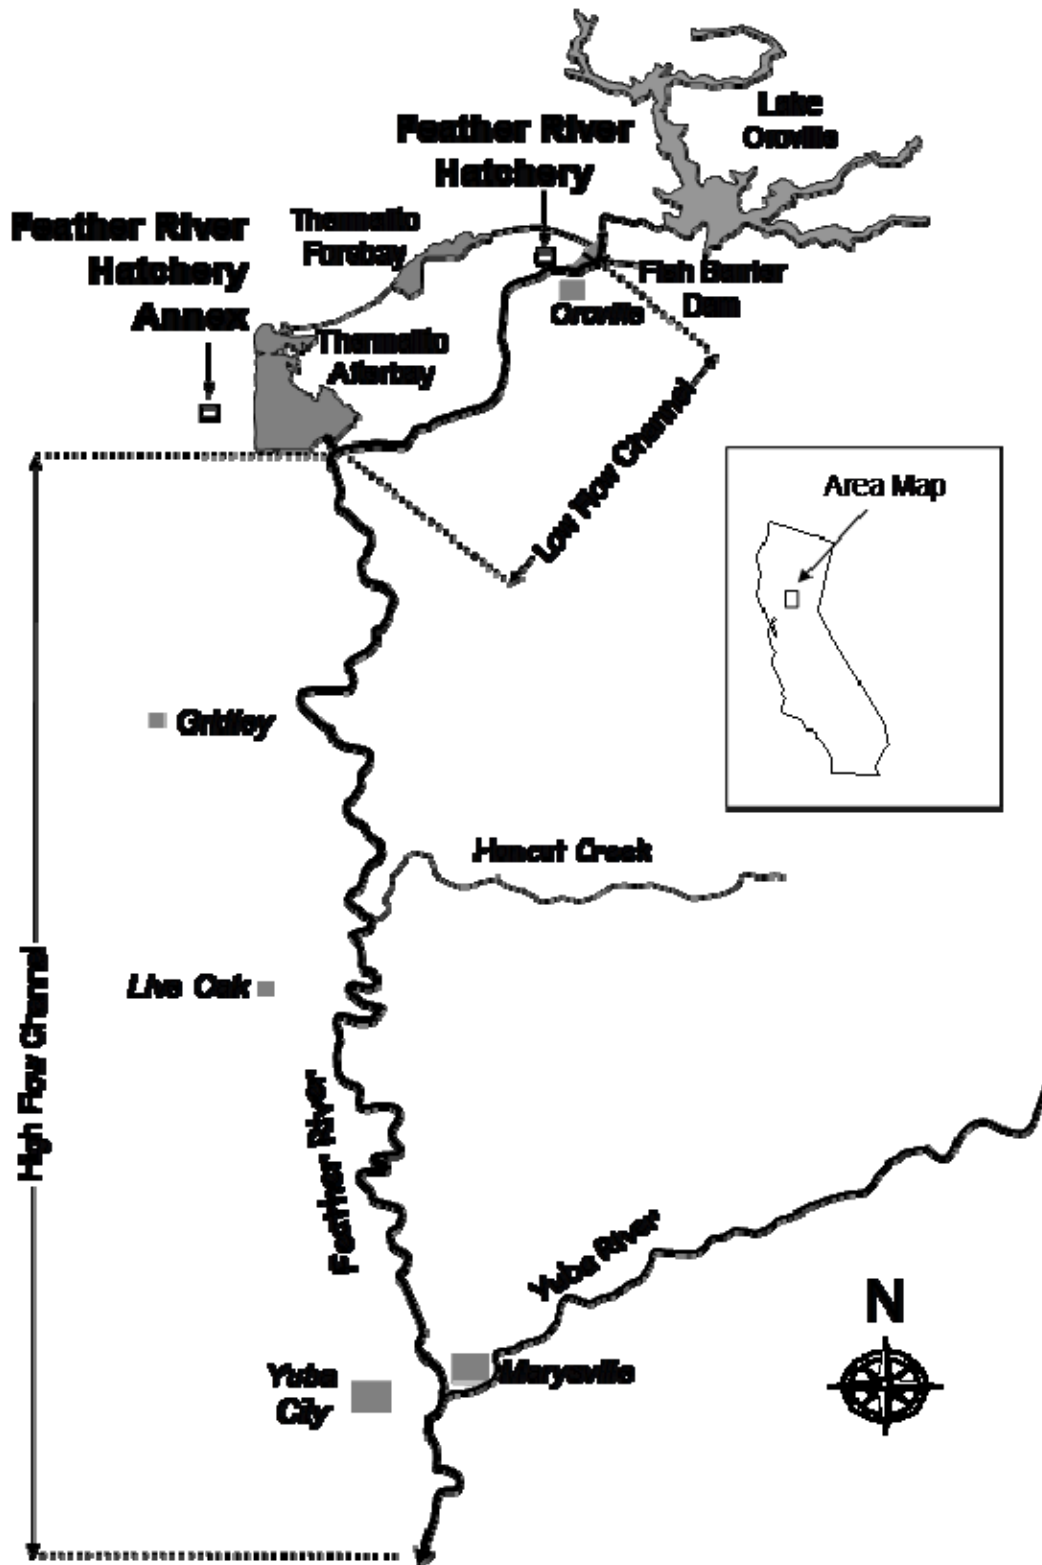 Lake
Oroville
Feather River
Hatchery
Feather River
Hatchery
Annex
Thermalito
Forebay
Fish Barrier
Dam
Oroville
Thermalito
Afterbay
Low Flow Channel
Area Map
Gridley
Honcut Creek
Live Oak
High Flow Channel
Feather River
Yuba River
N
Yuba
City
Marysville